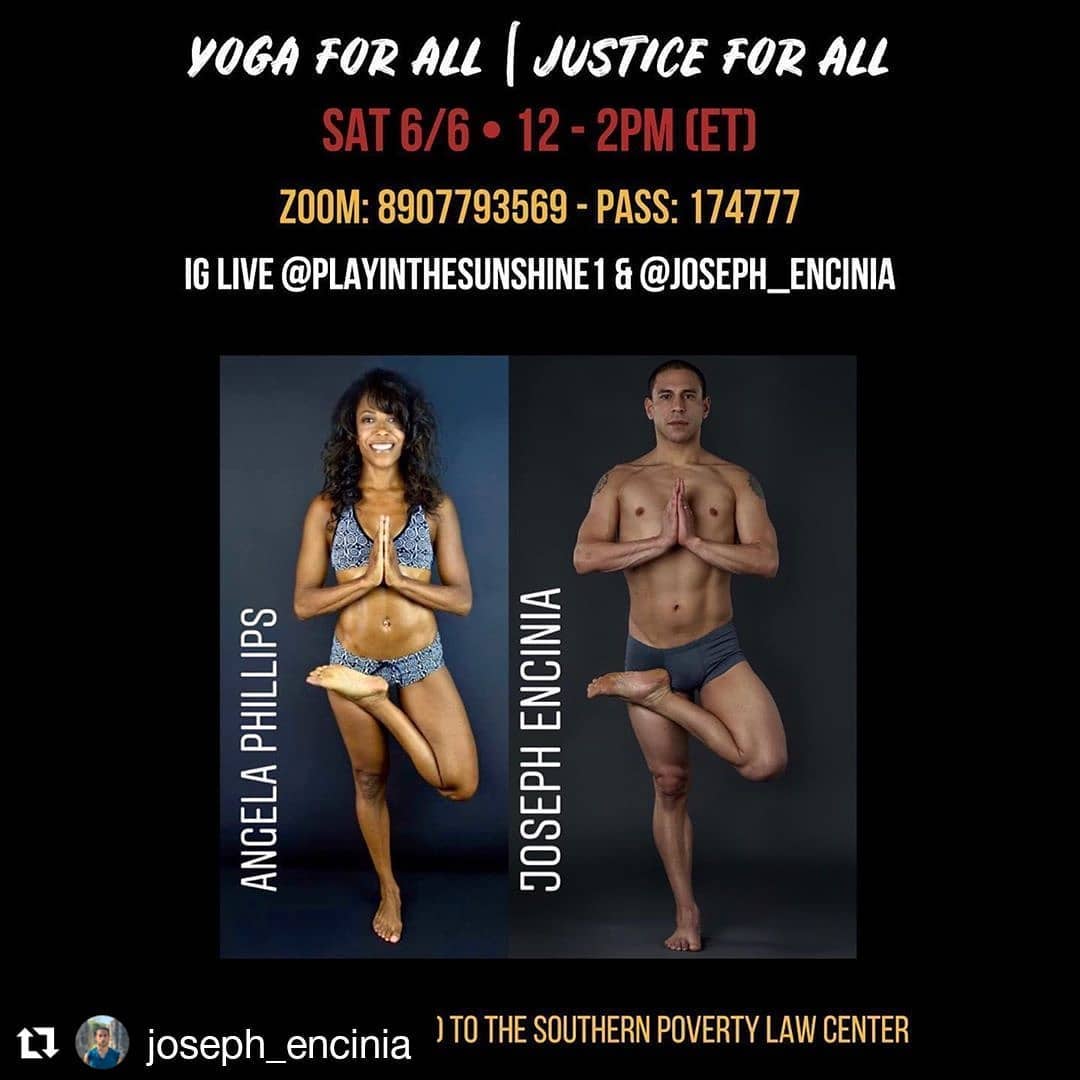 YOGA FOR ALL | JUSTICE FOR ALL
SAT 6/6 • 12 - 2PM (ET)
ZOOM: 8907793569 - PASS: 174777
IG LIVE @PLAYINTHESUNSHINE1 & @JOSEPH_ENCINIA
ANGELA PHILLIPS
JOSEPH ENCINIA
) TO THE SOUTHERN POVERTY LAW CENTER
joseph_encinia